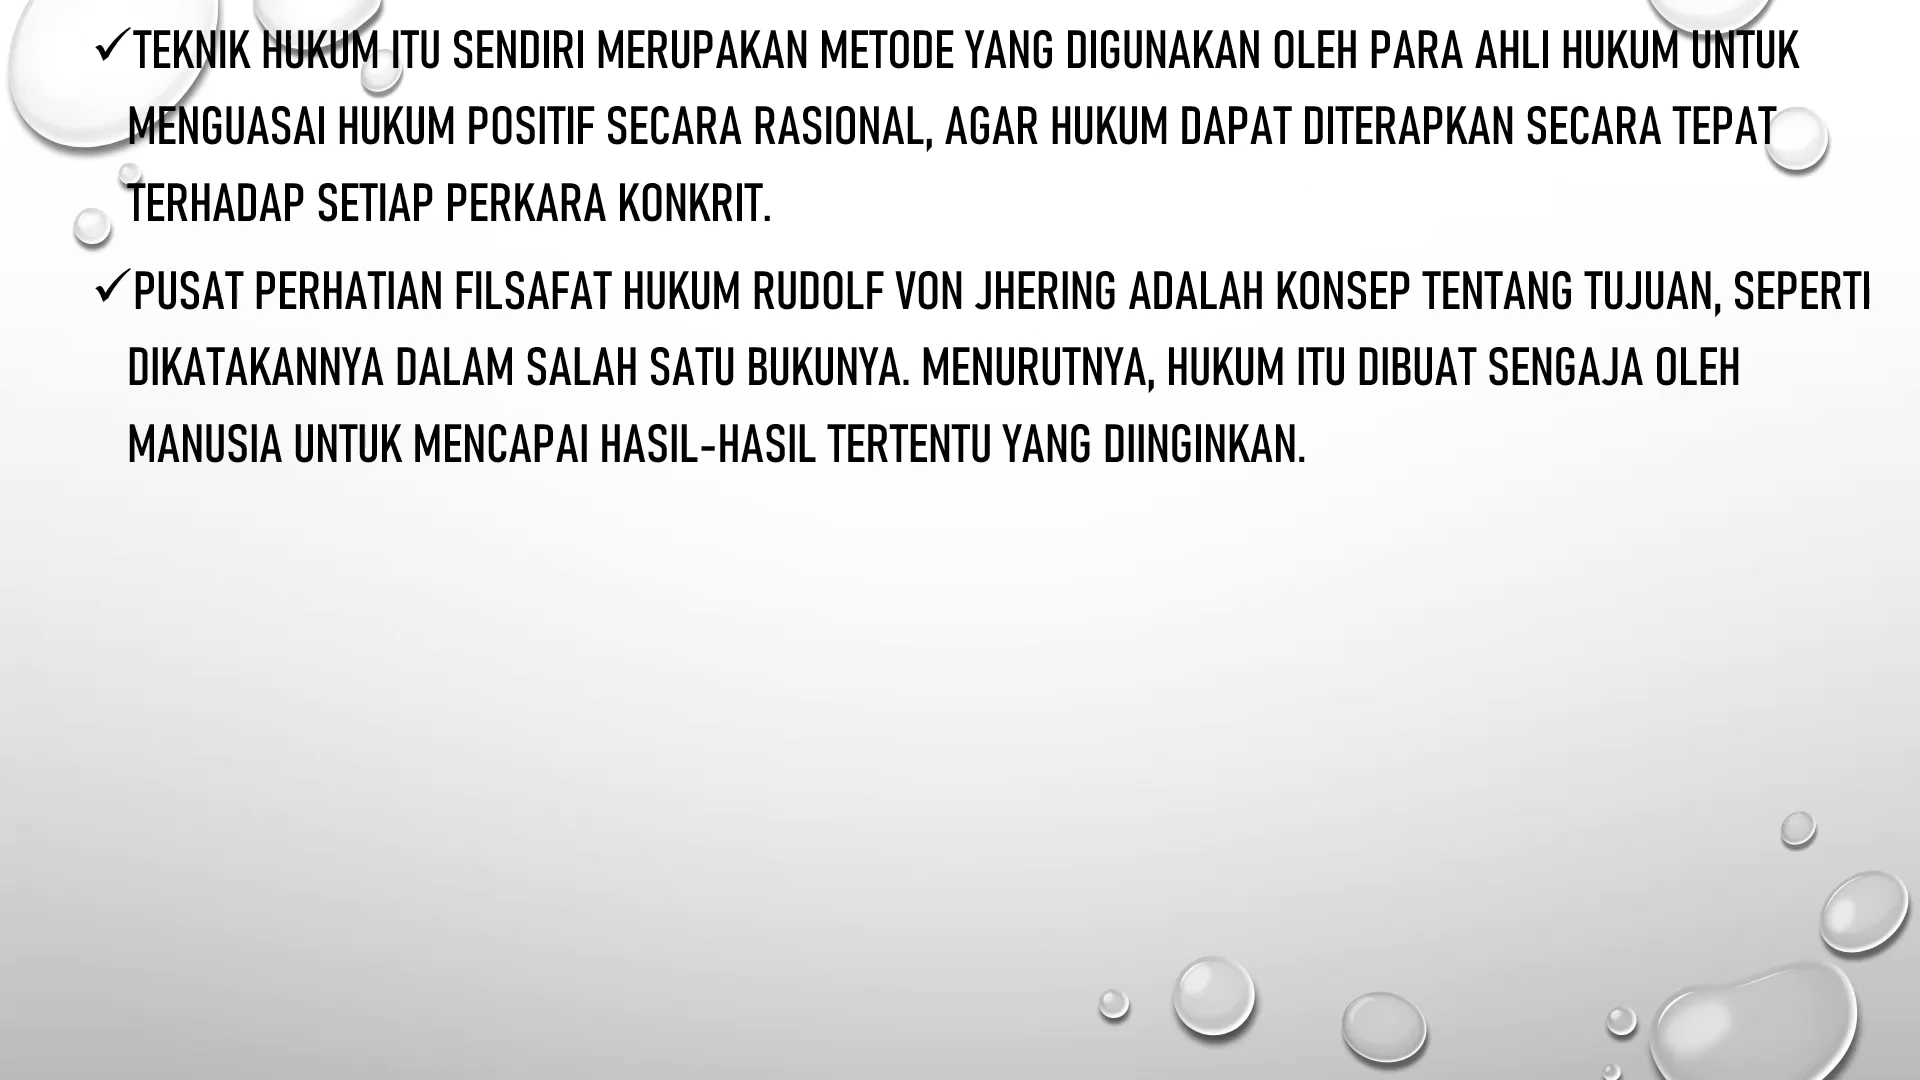 ✓TEKNIK HUKUM ITU SENDIRI MERUPAKAN METODE YANG DIGUNAKAN OLEH PARA AHLI HUKUM UNTUK
MENGUASAI HUKUM POSITIF SECARA RASIONAL, AGAR HUKUM DAPAT DITERAPKAN SECARA TEPAT
TERHADAP SETIAP PERKARA KONKRIT.
✓PUSAT PERHATIAN FILSAFAT HUKUM RUDOLF VON JHERING ADALAH KONSEP TENTANG TUJUAN, SEPERTI
DIKATAKANNYA DALAM SALAH SATU BUKUNYA. MENURUTNYA, HUKUM ITU DIBUAT SENGAJA OLEH
MANUSIA UNTUK MENCAPAI HASIL-HASIL TERTENTU YANG DIINGINKAN.